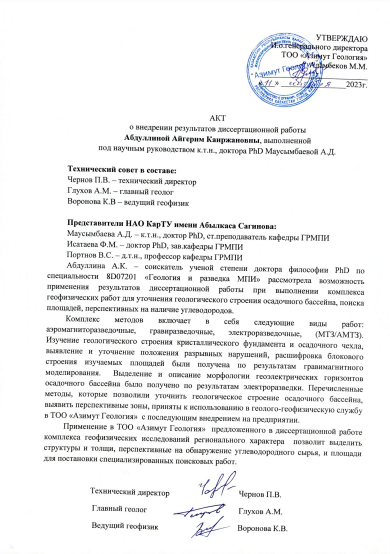 УТВЕРЖДАЮ
И.о.генерального директора
ТОО «Азимут Геология»
М.М.
"Азимут Геология"
«11» 2023г.
АКТ
о внедрении результатов диссертационной работы
Абдуллиной Айгерим Каиржановны, выполненной
под научным руководством к.т.н., доктора PhD Маусымбаевой А.Д.
Технический совет в составе:
Чернов П.В. – технический директор
Глухов А.М. – главный геолог
Воронова К.В – ведущий геофизик
Представители НАО КарТУ имени Абылкаса Сагинова:
Маусымбаева А.Д. – к.т.н., доктор PhD, ст.преподаватель кафедры ГРМПИ
Исатаева Ф.М. – доктор PhD, зав.кафедры ГРМПИ
Портнов В.С. – д.т.н., профессор кафедры ГРМПИ
Абдуллина А.К. – соискатель ученой степени доктора философии PhD по
специальности 8D07201 «Геология и разведка МПИ» рассмотрела возможность
применения результатов диссертационной работы при выполнении комплекса
геофизических работ для уточнения геологического строения осадочного бассейна, поиска
площадей, перспективных на наличие углеводородов.
Комплекс методов включает в себя следующие виды работ:
аэромагниторазведочные, гравиразведочные, электроразведочные, (МТЗ/АМТЗ).
Изучение геологического строения кристаллического фундамента и осадочного чехла,
выявление и уточнение положения разрывных нарушений, расшифровка блокового
строения изучаемых площадей были получена по результатам гравимагнитного
моделирования. Выделение и описание морфологии геоэлектрических горизонтов
осадочного бассейна было получено по результатам электроразведки. Перечисленные
методы, которые позволили уточнить геологическое строение осадочного бассейна,
выявить перспективные зоны, приняты к использованию в геолого-геофизическую службу
в ТОО «Азимут Геология» с последующим внедрением на предприятии.
Применение в ТОО «Азимут Геология» предложенного в диссертационной работе
комплекса геофизических исследований регионального характера позволит выделить
структуры и толщи, перспективные на обнаружение углеводородного сырья, и площади
для постановки специализированных поисковых работ.
Технический директор Чернов П.В.
Главный геолог Глухов А.М.
Ведущий геофизик Воронова К.В.